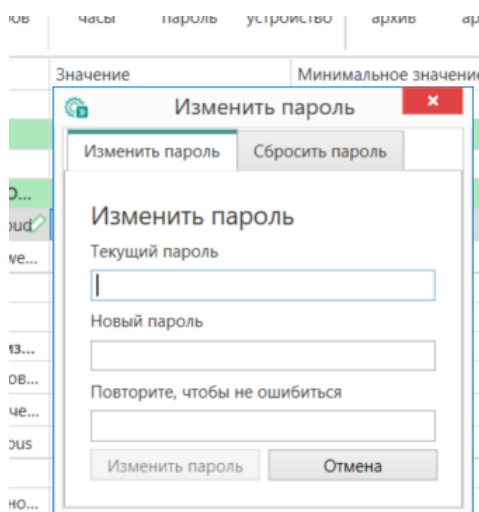 часы пароль устройство архив
Значение Минимальное значение
Изменить пароль
Изменить пароль Сбросить пароль
Изменить пароль
Текущий пароль
Новый пароль
Повторите, чтобы не ошибиться
Изменить пароль Отмена